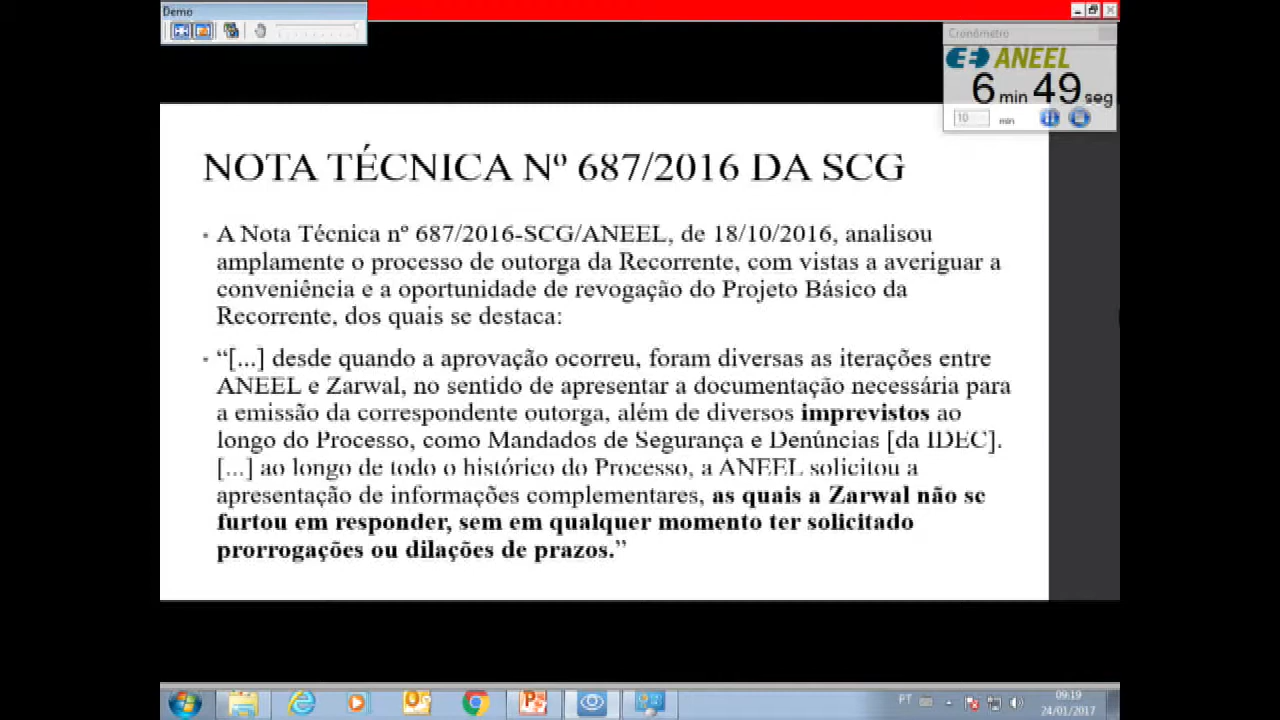 Demo
Cronômetro
ANEEL
6 min 49 seg
10 min
NOTA TÉCNICA Nº 687/2016 DA SCG
• A Nota Técnica nº 687/2016-SCG/ANEEL, de 18/10/2016, analisou
amplamente o processo de outorga da Recorrente, com vistas a averiguar a
conveniência e a oportunidade de revogação do Projeto Básico da
Recorrente, dos quais se destaca:
• “[...] desde quando a aprovação ocorreu, foram diversas as iterações entre
ANEEL e Zarwal, no sentido de apresentar a documentação necessária para
a emissão da correspondente outorga, além de diversos imprevistos ao
longo do Processo, como Mandados de Segurança e Denúncias [da IDEC].
[...] ao longo de todo o histórico do Processo, a ANEEL solicitou a
apresentação de informações complementares, as quais a Zarwal não se
furtou em responder, sem em qualquer momento ter solicitado
prorrogações ou dilações de prazos.”
PT
09:19
24/01/2017